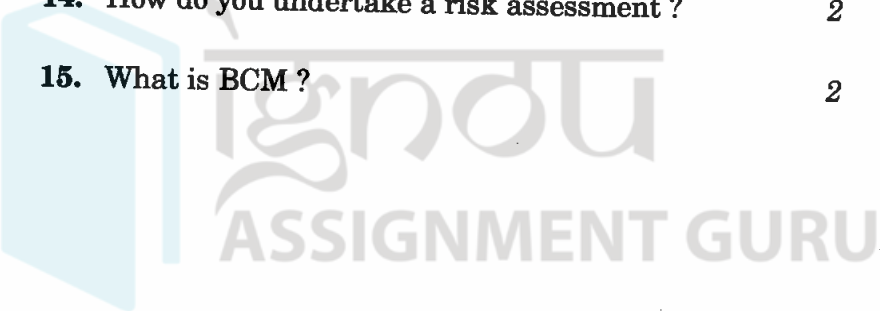 14. How do you undertake a risk assessment ? 2
15. What is BCM ? 2
ignou
ASSIGNMENT GURU